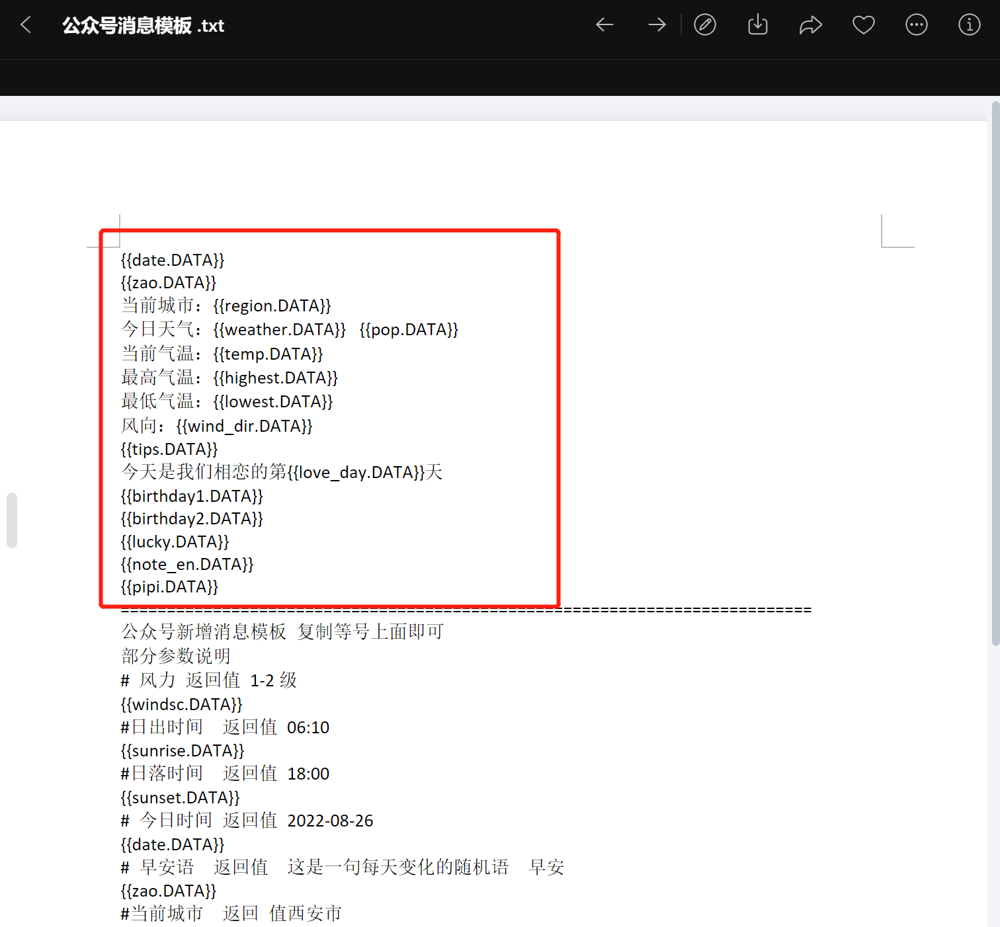 公众号消息模板 .txt
{{date.DATA}}
{{zao.DATA}}
当前城市：{{region.DATA}}
今日天气：{{weather.DATA}} {{pop.DATA}}
当前气温：{{temp.DATA}}
最高气温：{{highest.DATA}}
最低气温：{{lowest.DATA}}
风向：{{wind_dir.DATA}}
{{tips.DATA}}
今天是我们相恋的第{{love_day.DATA}}天
{{birthday1.DATA}}
{{birthday2.DATA}}
{{lucky.DATA}}
{{note_en.DATA}}
{{pipi.DATA}}
===========================================================================
公众号新增消息模板 复制等号上面即可
部分参数说明
# 风力 返回值 1-2 级
{{windsc.DATA}}
#日出时间 返回值 06:10
{{sunrise.DATA}}
#日落时间 返回值 18:00
{{sunset.DATA}}
# 今日时间 返回值 2022-08-26
{{date.DATA}}
# 早安语 返回值 这是一句每天变化的随机语 早安
{{zao.DATA}}
#当前城市 返回 值西安市